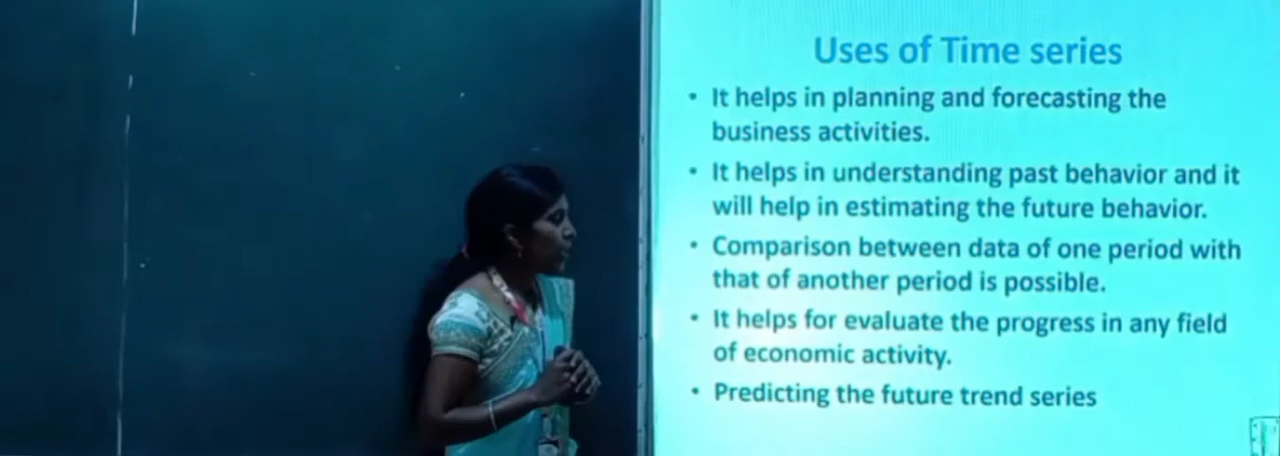 Uses of Time series
• It helps in planning and forecasting the
business activities.
• It helps in understanding past behavior and it
will help in estimating the future behavior.
• Comparison between data of one period with
that of another period is possible.
• It helps for evaluate the progress in any field
of economic activity.
• Predicting the future trend series